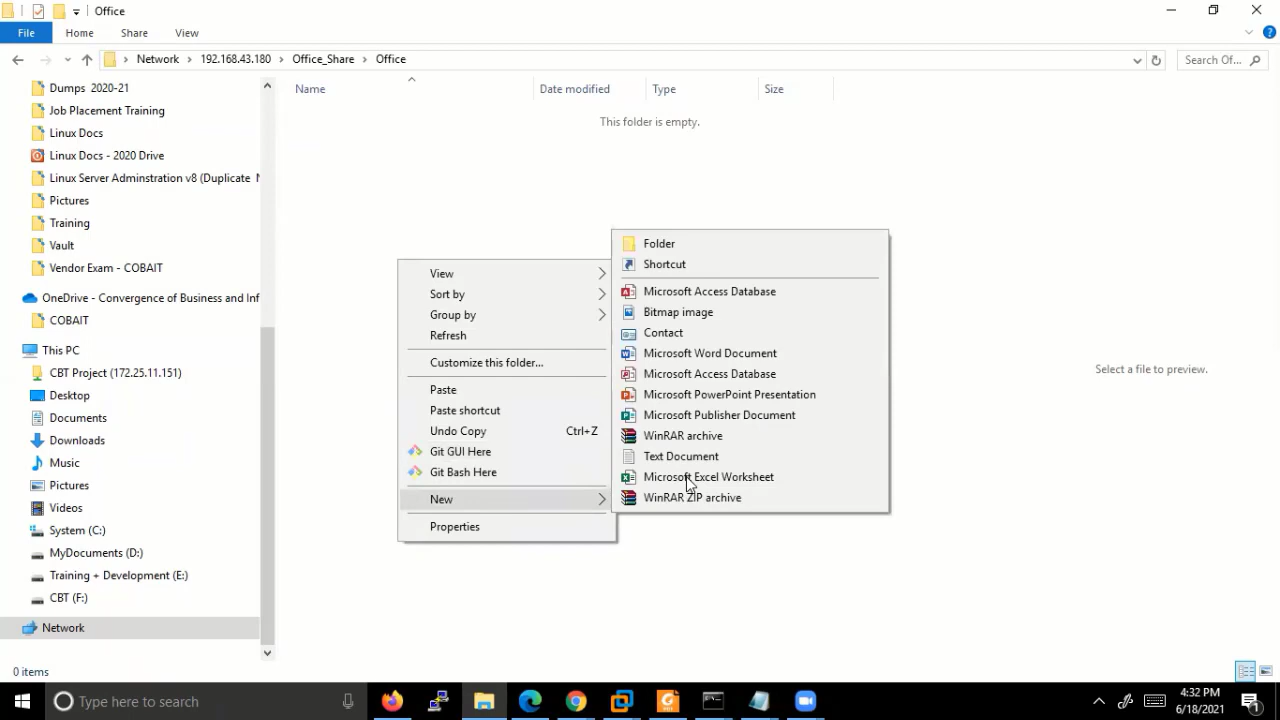 Office
File Home Share View
Network 192.168.43.180 Office_Share Office
Search Of...
Name Date modified Type Size
This folder is empty.
Select a file to preview.
Dumps 2020-21
Job Placement Training
Linux Docs
Linux Docs - 2020 Drive
Linux Server Adminstration v8 (Duplicate
Pictures
Training
Vault
Vendor Exam - COBAIT
OneDrive - Convergence of Business and Inf
COBAIT
This PC
CBT Project (172.25.11.151)
Desktop
Documents
Downloads
Music
Pictures
Videos
System (C:)
MyDocuments (D:)
Training + Development (E:)
CBT (F:)
Network
View
Sort by
Group by
Refresh
Customize this folder...
Paste
Paste shortcut
Undo Copy Ctrl+Z
Git GUI Here
Git Bash Here
New
Properties
Folder
Shortcut
Microsoft Access Database
Bitmap image
Contact
Microsoft Word Document
Microsoft Access Database
Microsoft PowerPoint Presentation
Microsoft Publisher Document
WinRAR archive
Text Document
Microsoft Excel Worksheet
WinRAR ZIP archive
0 items
Type here to search
4:32 PM
6/18/2021